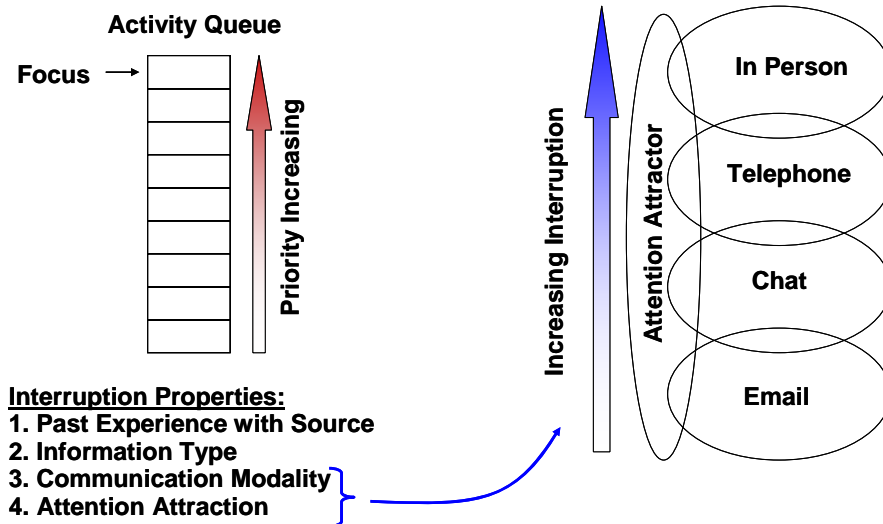 Activity Queue
Focus
Priority Increasing
Interruption Properties:
1. Past Experience with Source
2. Information Type
3. Communication Modality
4. Attention Attraction
Increasing Interruption
Attention Attractor
In Person
Telephone
Chat
Email